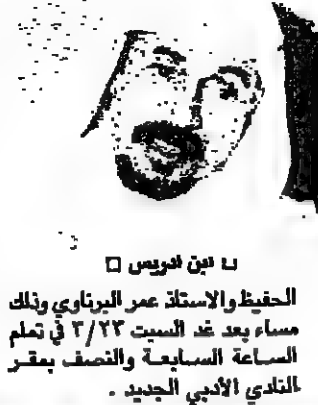 □ ابن ادريس □
الحفيظ والاستاذ عمر البرناوي وذلك
مساء بعد غد السبت ٣/٢٣ في تمام
الساعة السابعة والنصف بمقر
النادي الأدبي الجديد .